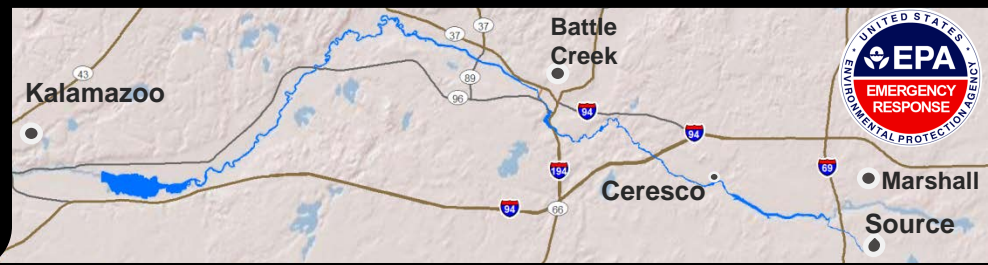 37
37
Battle
Creek
43
Kalamazoo
89
96
94
94
194
69
Ceresco
Marshall
94
66
Source
UNITED STATES
ENVIRONMENTAL PROTECTION AGENCY
EPA
EMERGENCY
RESPONSE